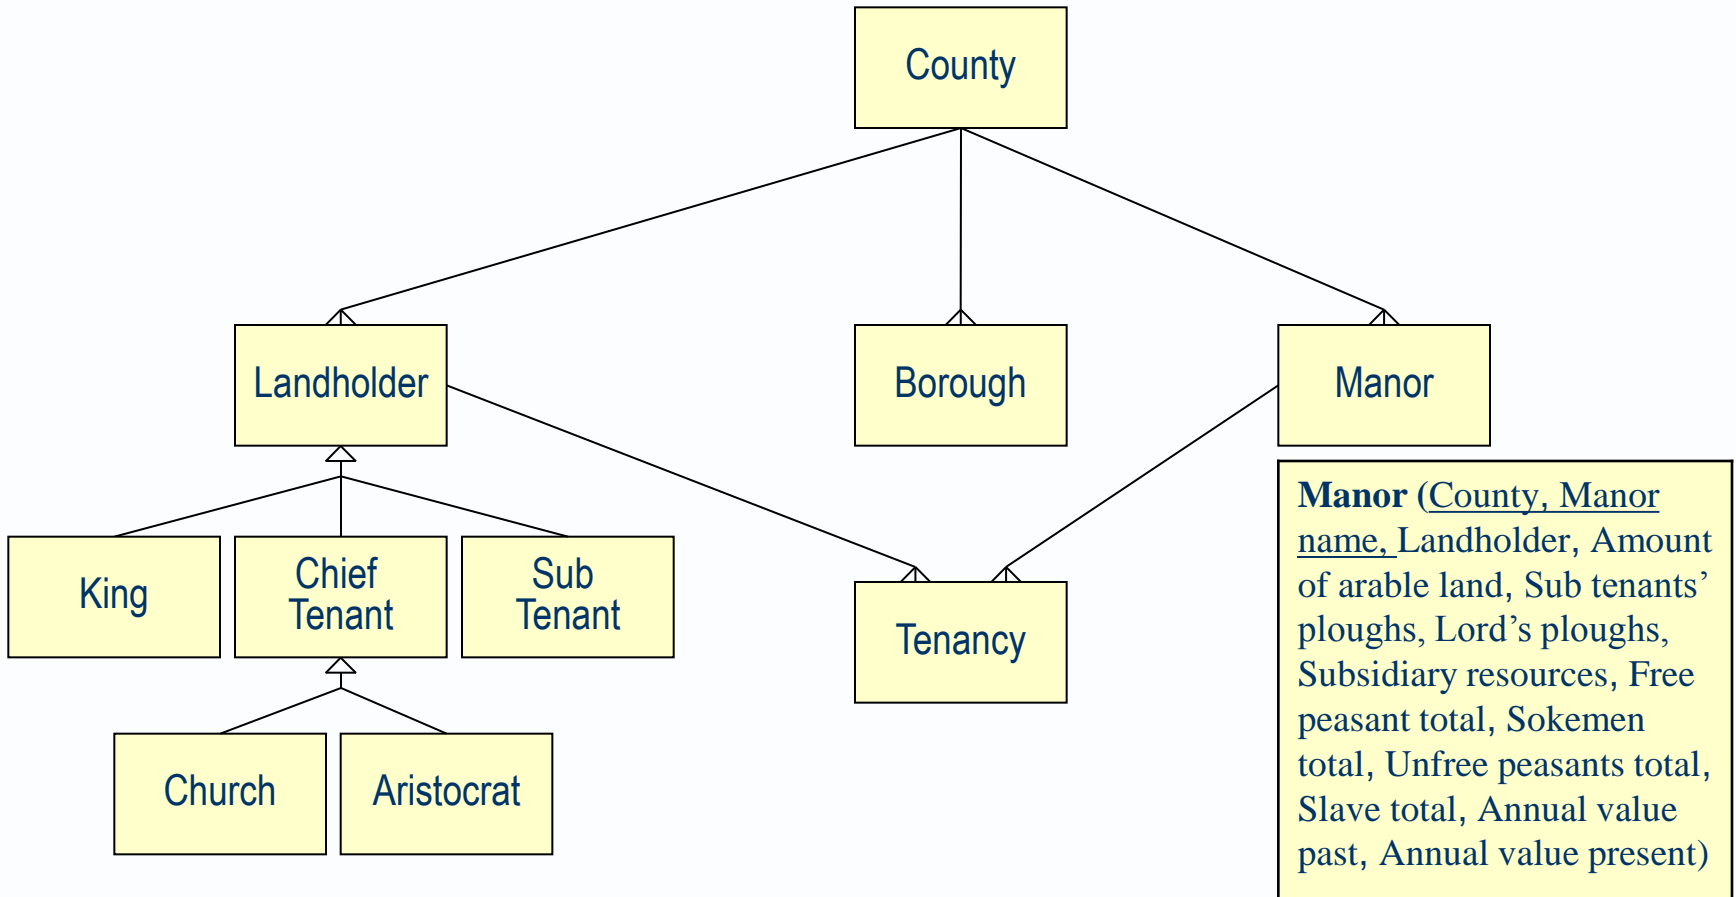 County
Landholder
Borough
Manor
King
Chief
Tenant
Sub
Tenant
Tenancy
Church
Aristocrat
Manor (County, Manor
name, Landholder, Amount
of arable land, Sub tenants’
ploughs, Lord’s ploughs,
Subsidiary resources, Free
peasant total, Sokemen
total, Unfree peasants total,
Slave total, Annual value
past, Annual value present)